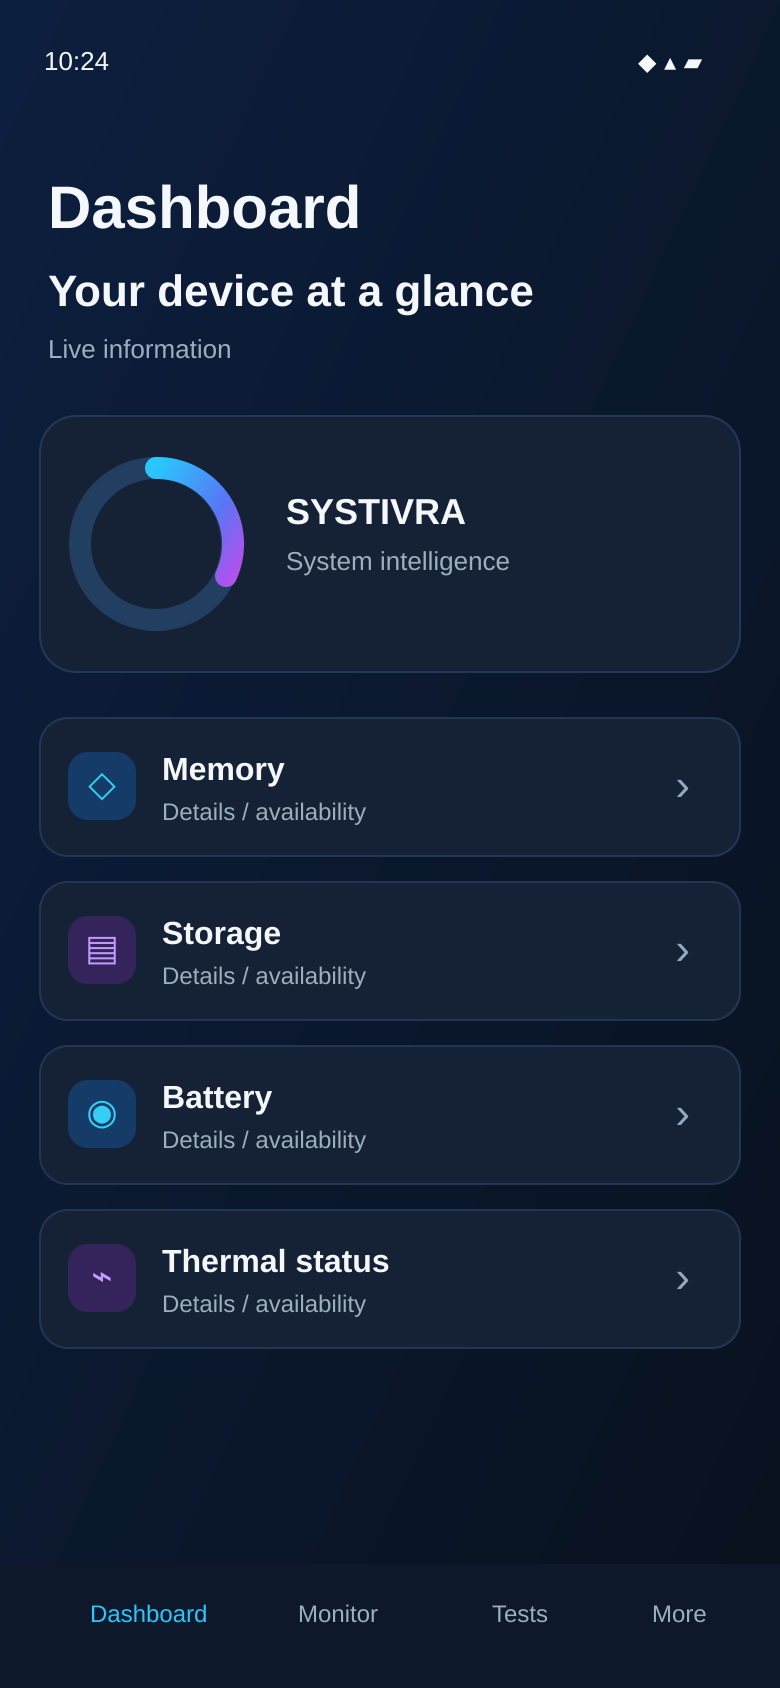 10:24
Dashboard
Your device at a glance
Live information
SYSTIVRA
System intelligence
Memory
Details / availability
Storage
Details / availability
Battery
Details / availability
Thermal status
Details / availability
Dashboard Monitor Tests More